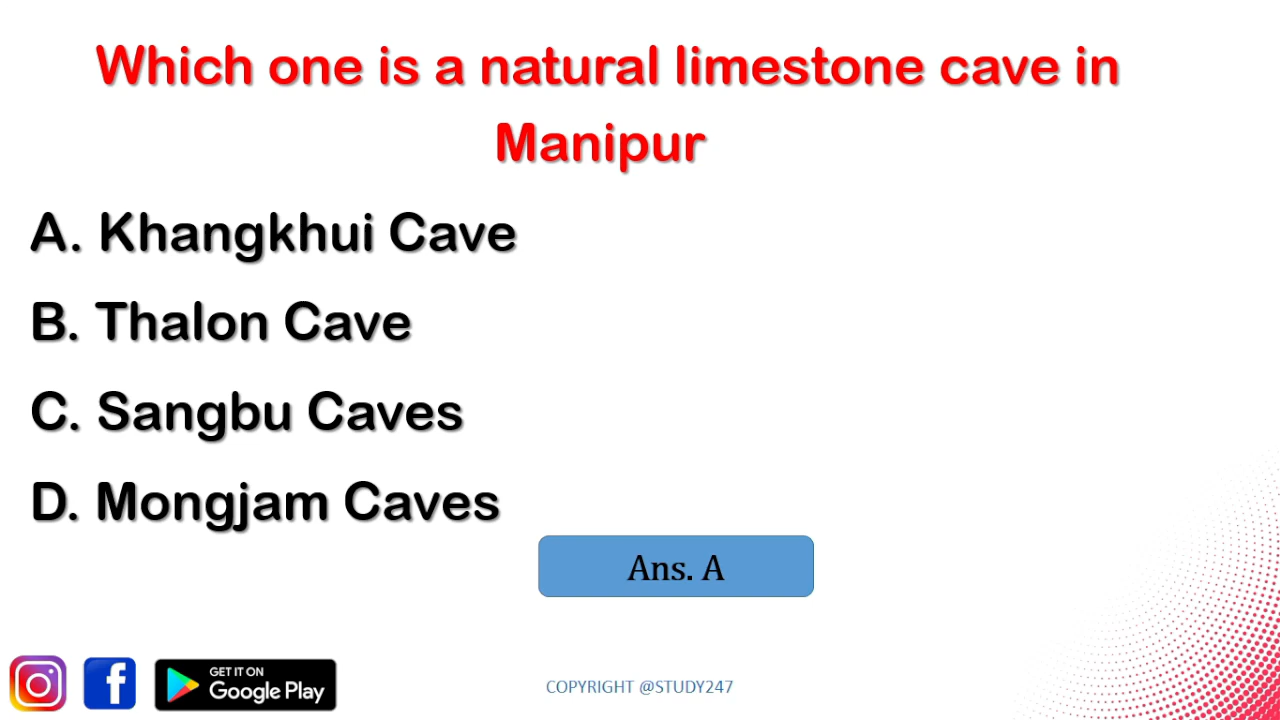 Which one is a natural limestone cave in
Manipur
A. Khangkhui Cave
B. Thalon Cave
C. Sangbu Caves
D. Mongjam Caves
Ans. A
f
GET IT ON
Google Play
COPYRIGHT @STUDY247